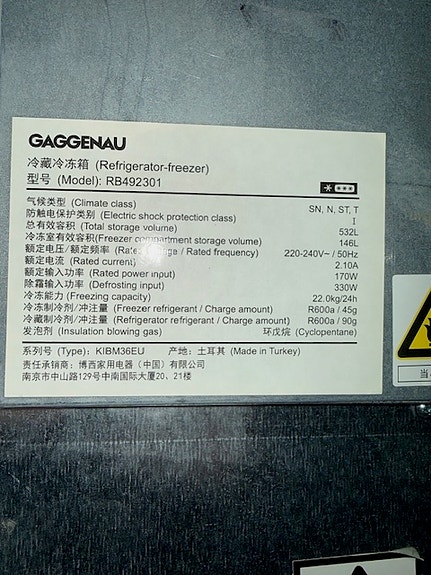 GAGGENAU
冷藏冷冻箱 (Refrigerator-freezer)
型号 (Model): RB492301
气候类型 (Climate class) SN, N, ST, T
防触电保护类别 (Electric shock protection class) I
总有效容积 (Total storage volume) 532L
冷冻室有效容积(Freezer compartment storage volume) 146L
额定电压/额定频率 (Rated voltage / Rated frequency) 220-240V~ / 50Hz
额定电流 (Rated current) 2.10A
额定输入功率 (Rated power input) 170W
除霜输入功率 (Defrosting input) 330W
冷冻能力 (Freezing capacity) 22.0kg/24h
冷冻制冷剂/冲注量 (Freezer refrigerant / Charge amount) R600a / 45g
冷藏制冷剂/冲注量 (Refrigerator refrigerant / Charge amount) R600a / 90g
发泡剂 (Insulation blowing gas) 环戊烷 (Cyclopentane)
系列号 (Type): KIBM36EU 产地: 土耳其 (Made in Turkey)
责任承销商: 博西家用电器 (中国) 有限公司
南京市中山路129号中南国际大厦20、21楼
当